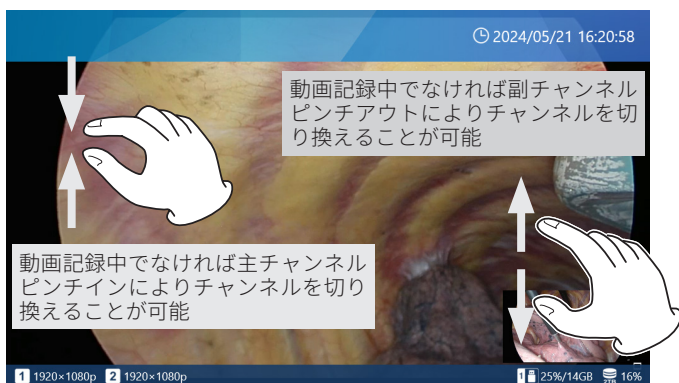 2024/05/21 16:20:58
動画記録中でなければ副チャンネル
ピンチアウトによりチャンネルを切
り換えることが可能
動画記録中でなければ主チャンネル
ピンチインによりチャンネルを切り
換えることが可能
1 1920×1080p 2 1920×1080p
1 25%/14GB 2TB 16%